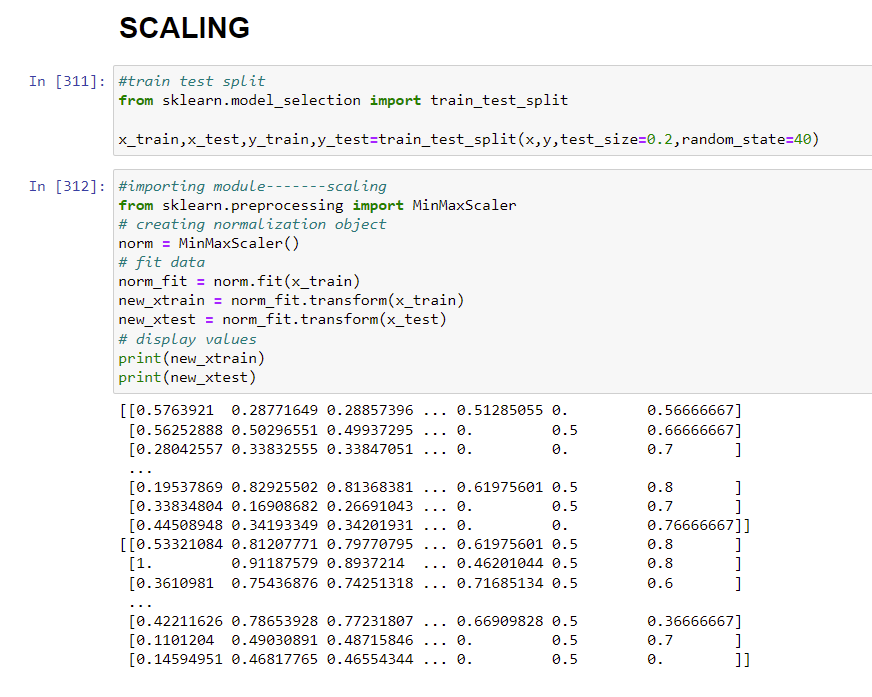 SCALING
In [311]: #train test split
from sklearn.model_selection import train_test_split
x_train,x_test,y_train,y_test=train_test_split(x,y,test_size=0.2,random_state=40)
In [312]: #importing module-------scaling
from sklearn.preprocessing import MinMaxScaler
# creating normalization object
norm = MinMaxScaler()
# fit data
norm_fit = norm.fit(x_train)
new_xtrain = norm_fit.transform(x_train)
new_xtest = norm_fit.transform(x_test)
# display values
print(new_xtrain)
print(new_xtest)
[[0.5763921  0.28771649 0.28857396 ... 0.51285055 0.         0.56666667]
 [0.56252888 0.50296551 0.49937295 ... 0.         0.5        0.66666667]
 [0.28042557 0.33832555 0.33847051 ... 0.         0.         0.7       ]
 ...
 [0.19537869 0.82925502 0.81368381 ... 0.61975601 0.5        0.8       ]
 [0.33834804 0.16908682 0.26691043 ... 0.         0.5        0.7       ]
 [0.44508948 0.34193349 0.34201931 ... 0.         0.         0.76666667]]
[[0.53321084 0.81207771 0.79770795 ... 0.61975601 0.5        0.8       ]
 [1.         0.91187579 0.8937214  ... 0.46201044 0.5        0.8       ]
 [0.3610981  0.75436876 0.74251318 ... 0.71685134 0.5        0.6       ]
 ...
 [0.42211626 0.78653928 0.77231807 ... 0.66909828 0.5        0.36666667]
 [0.1101204  0.49030891 0.48715846 ... 0.         0.5        0.7       ]
 [0.14594951 0.46817765 0.46554344 ... 0.         0.5        0.        ]]